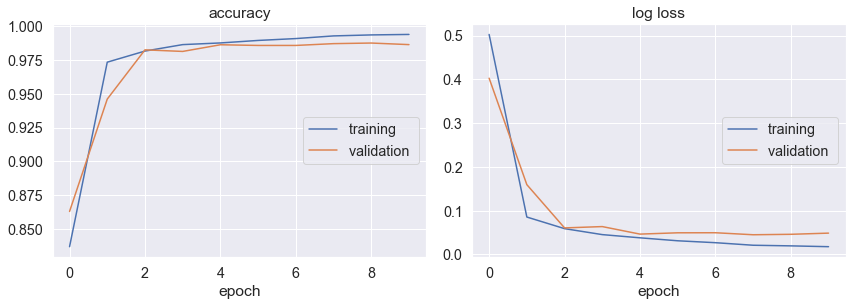 accuracy
1.000
0.975
0.950
0.925
0.900
0.875
0.850
training
validation
0 2 4 6 8
epoch
log loss
0.5
0.4
0.3
0.2
0.1
0.0
training
validation
0 2 4 6 8
epoch